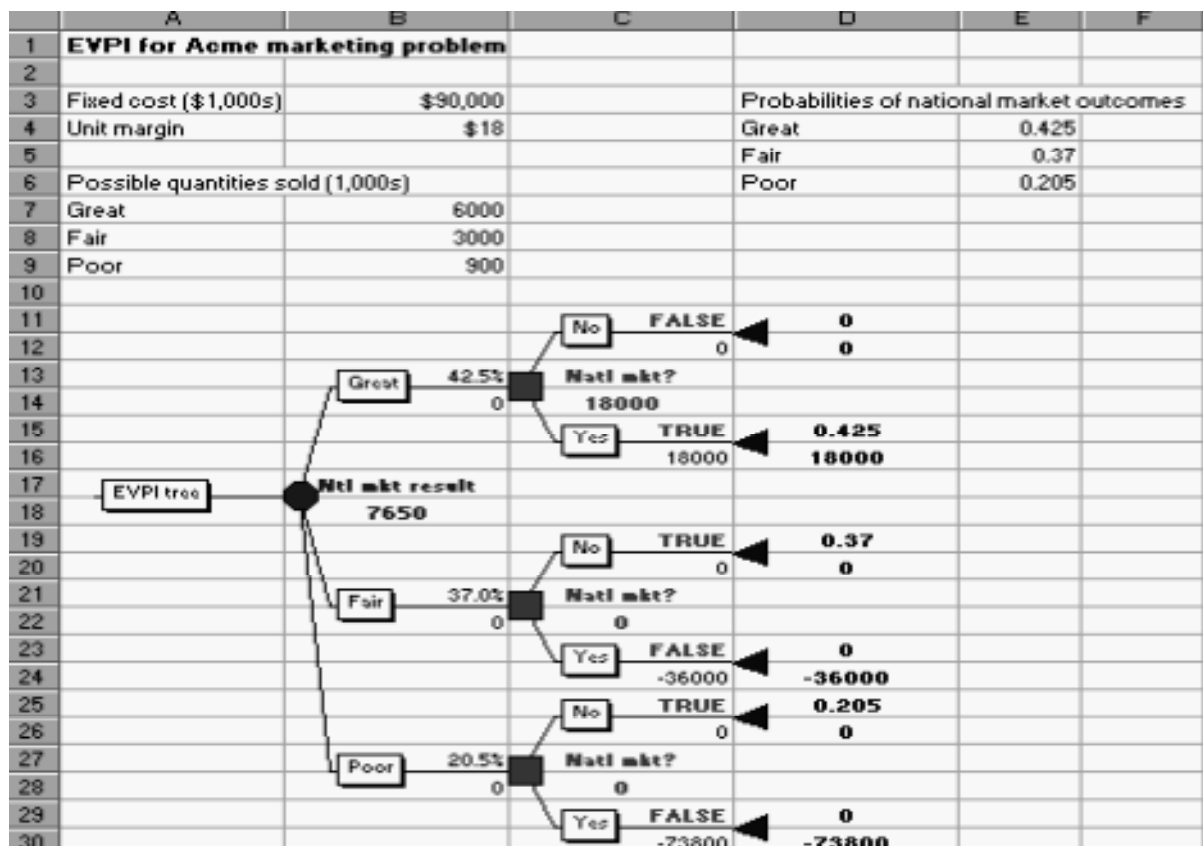 A B C D E F
1 EVPI for Acme marketing problem
2
3 Fixed cost ($1,000s) $90,000 Probabilities of national market outcomes
4 Unit margin $18 Great 0.425
5 Fair 0.37
6 Possible quantities sold (1,000s) Poor 0.205
7 Great 6000
8 Fair 3000
9 Poor 900
10
11 No FALSE 0
12 0 0
13 Great 42.5% Natl mkt?
14 0 18000
15 Yes TRUE 0.425
16 18000 18000
17 EVPI tree Ntl mkt result
18 7650
19 No TRUE 0.37
20 0 0
21 Fair 37.0% Natl mkt?
22 0 0
23 Yes FALSE 0
24 -36000 -36000
25 No TRUE 0.205
26 0 0
27 Poor 20.5% Natl mkt?
28 0 0
29 Yes FALSE 0
30 -73800 -73800